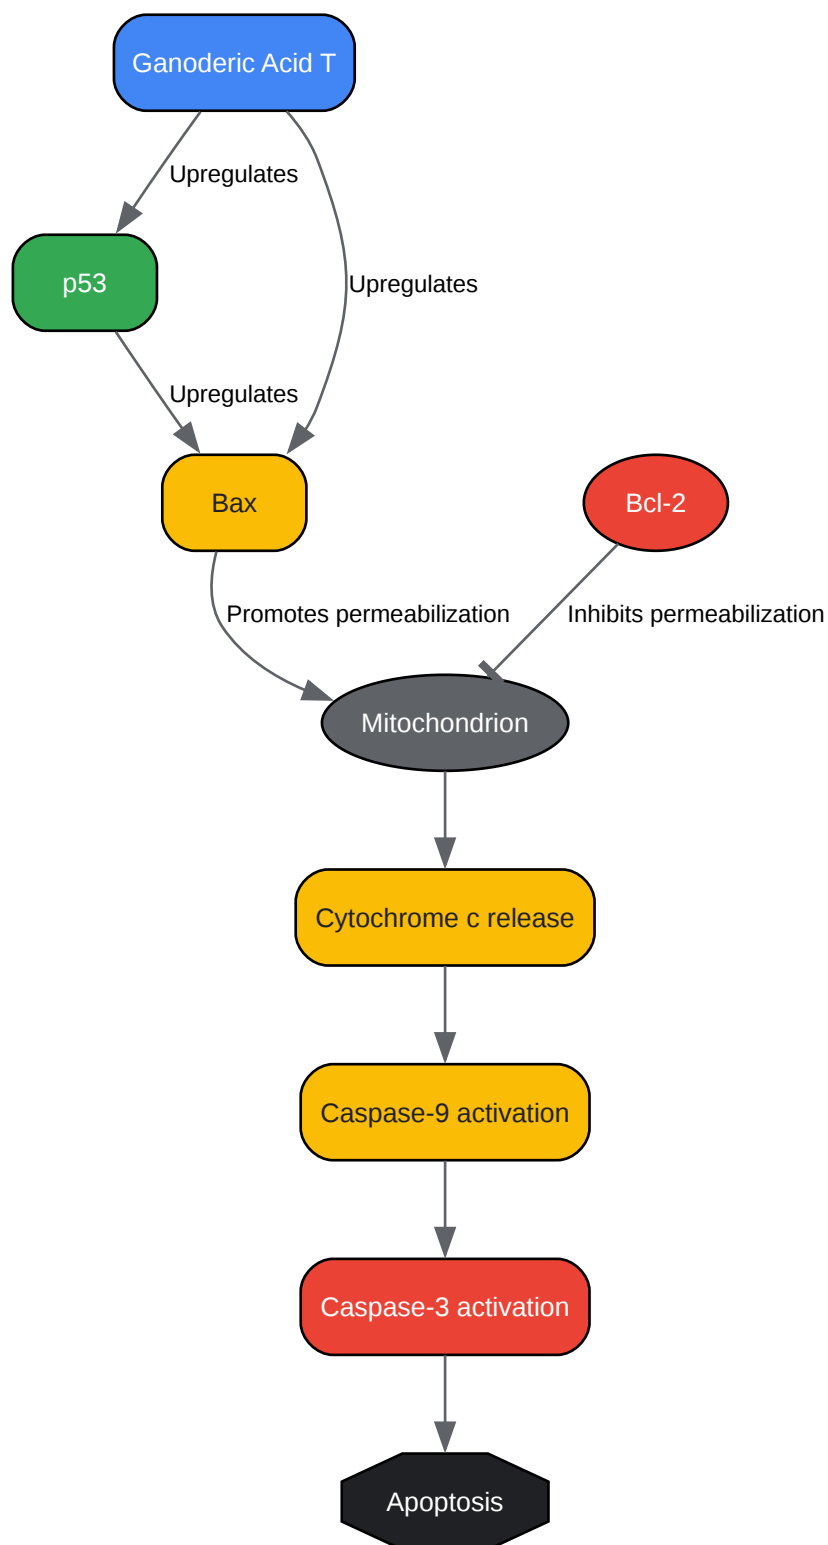 Ganoderic Acid T
Upregulates
p53
Upregulates
Upregulates
Bax
Bcl-2
Promotes permeabilization
Inhibits permeabilization
Mitochondrion
Cytochrome c release
Caspase-9 activation
Caspase-3 activation
Apoptosis